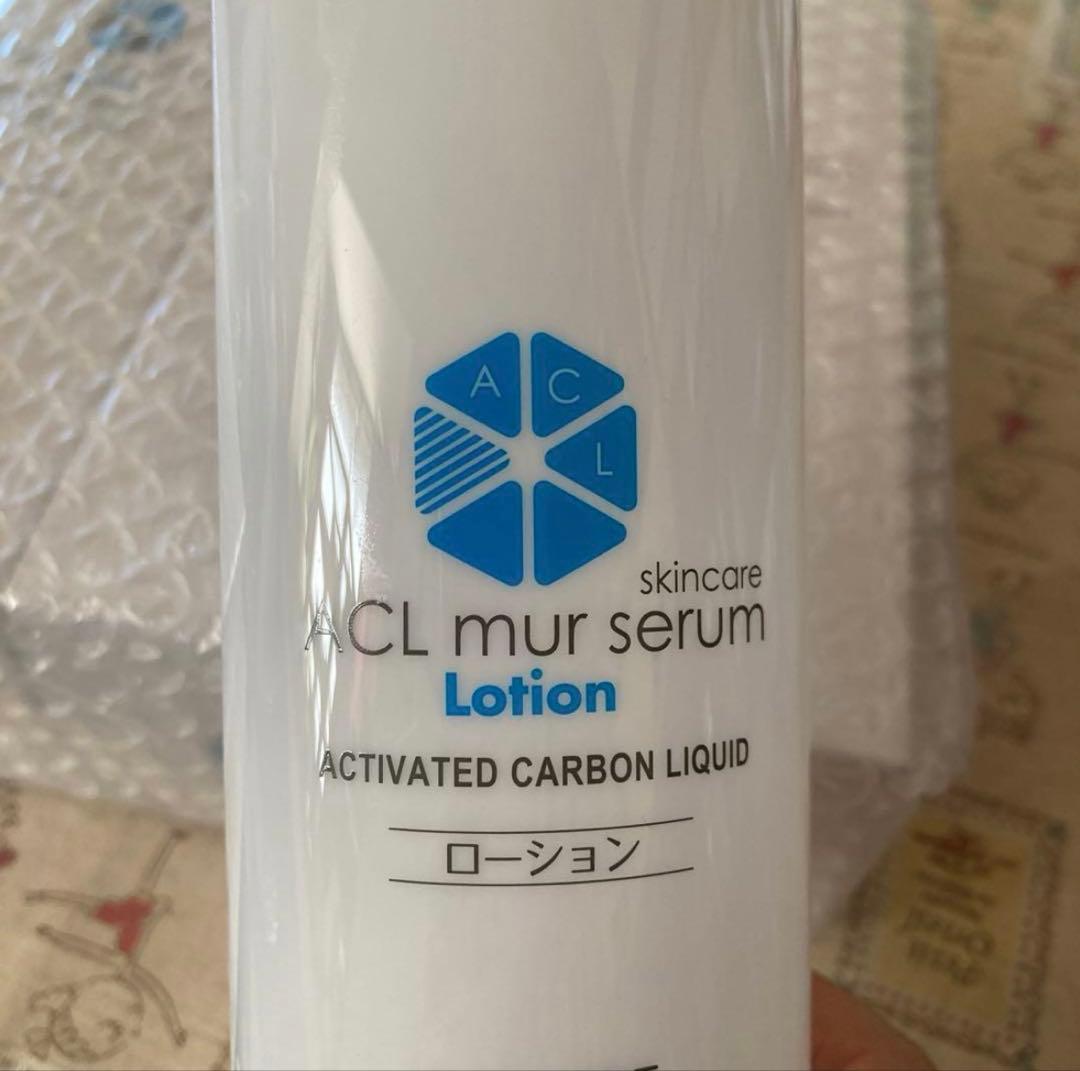 A C
L
skincare
ACL mur serum
Lotion
ACTIVATED CARBON LIQUID
ローション